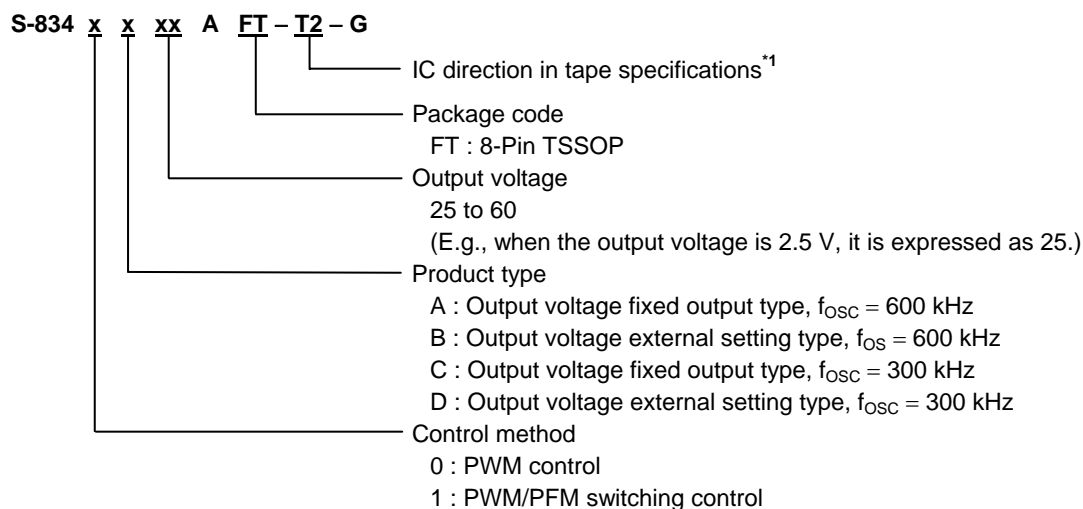 S-834 x x xx A FT – T2 – G
IC direction in tape specifications*1
Package code
FT : 8-Pin TSSOP
Output voltage
25 to 60
(E.g., when the output voltage is 2.5 V, it is expressed as 25.)
Product type
A : Output voltage fixed output type, fOSC = 600 kHz
B : Output voltage external setting type, fOS = 600 kHz
C : Output voltage fixed output type, fOSC = 300 kHz
D : Output voltage external setting type, fOSC = 300 kHz
Control method
0 : PWM control
1 : PWM/PFM switching control